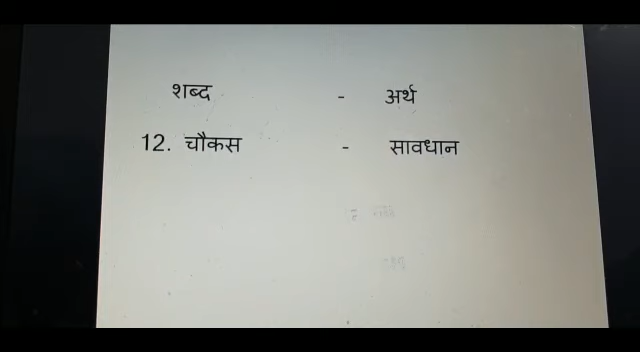 शब्द - अर्थ
12. चौकस - सावधान